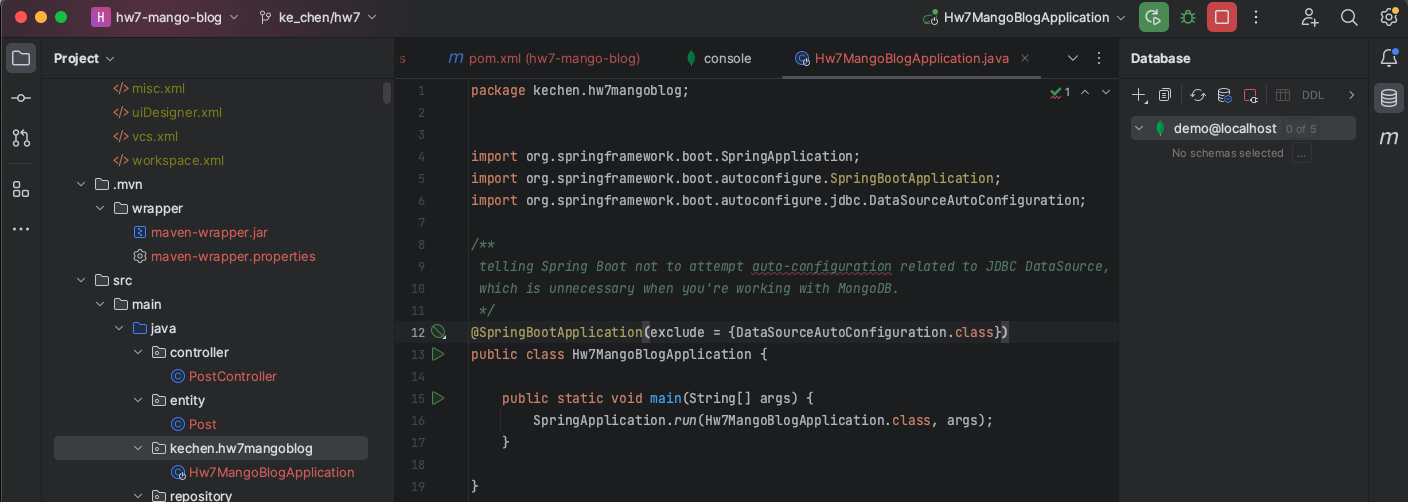 H hw7-mango-blog ke_chen/hw7 Hw7MangoBlogApplication
Project
misc.xml
uiDesigner.xml
vcs.xml
workspace.xml
.mvn
wrapper
maven-wrapper.jar
maven-wrapper.properties
src
main
java
controller
PostController
entity
Post
kechen.hw7mangoblog
Hw7MangoBlogApplication
repository
s m pom.xml (hw7-mango-blog) console Hw7MangoBlogApplication.java
1 package kechen.hw7mangoblog; 1
2
3
4 import org.springframework.boot.SpringApplication;
5 import org.springframework.boot.autoconfigure.SpringBootApplication;
6 import org.springframework.boot.autoconfigure.jdbc.DataSourceAutoConfiguration;
7
8 /**
9 telling Spring Boot not to attempt auto-configuration related to JDBC DataSource,
10 which is unnecessary when you're working with MongoDB.
11 */
12 @SpringBootApplication(exclude = {DataSourceAutoConfiguration.class})
13 public class Hw7MangoBlogApplication {
14
15 public static void main(String[] args) {
16 SpringApplication.run(Hw7MangoBlogApplication.class, args);
17 }
18
19 }
Database
DDL
demo@localhost 0 of 5
No schemas selected ...
m